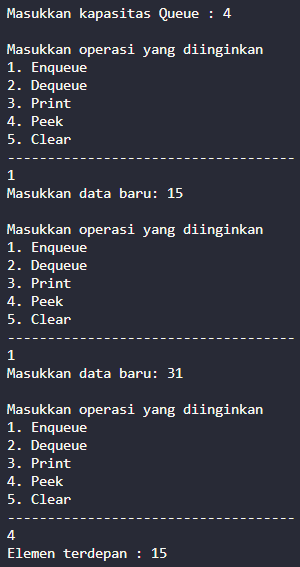 Masukkan kapasitas Queue : 4
Masukkan operasi yang diinginkan
1. Enqueue
2. Dequeue
3. Print
4. Peek
5. Clear
------------------------------------
1
Masukkan data baru: 15
Masukkan operasi yang diinginkan
1. Enqueue
2. Dequeue
3. Print
4. Peek
5. Clear
------------------------------------
1
Masukkan data baru: 31
Masukkan operasi yang diinginkan
1. Enqueue
2. Dequeue
3. Print
4. Peek
5. Clear
------------------------------------
4
Elemen terdepan : 15